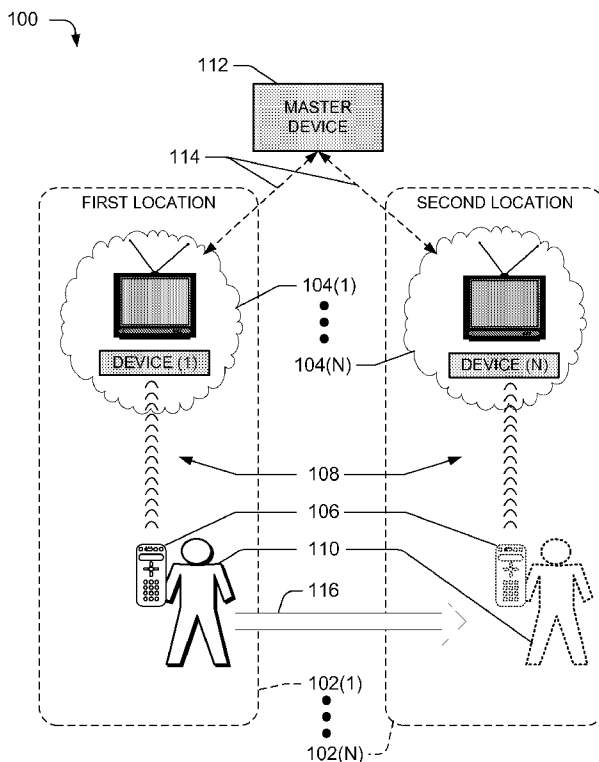 100
112
MASTER
DEVICE
114
FIRST LOCATION
SECOND LOCATION
104(1)
104(N)
DEVICE (1)
DEVICE (N)
108
106
110
116
102(1)
102(N)